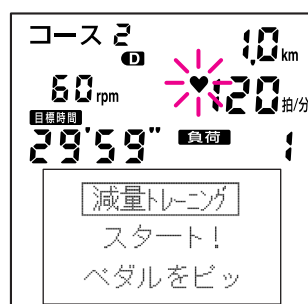 コース 2
D
1.0 km
60 rpm
♥120 拍/分
目標時間
29'59"
負荷 1
減量トレーニング
スタート!
ペダルをピッ